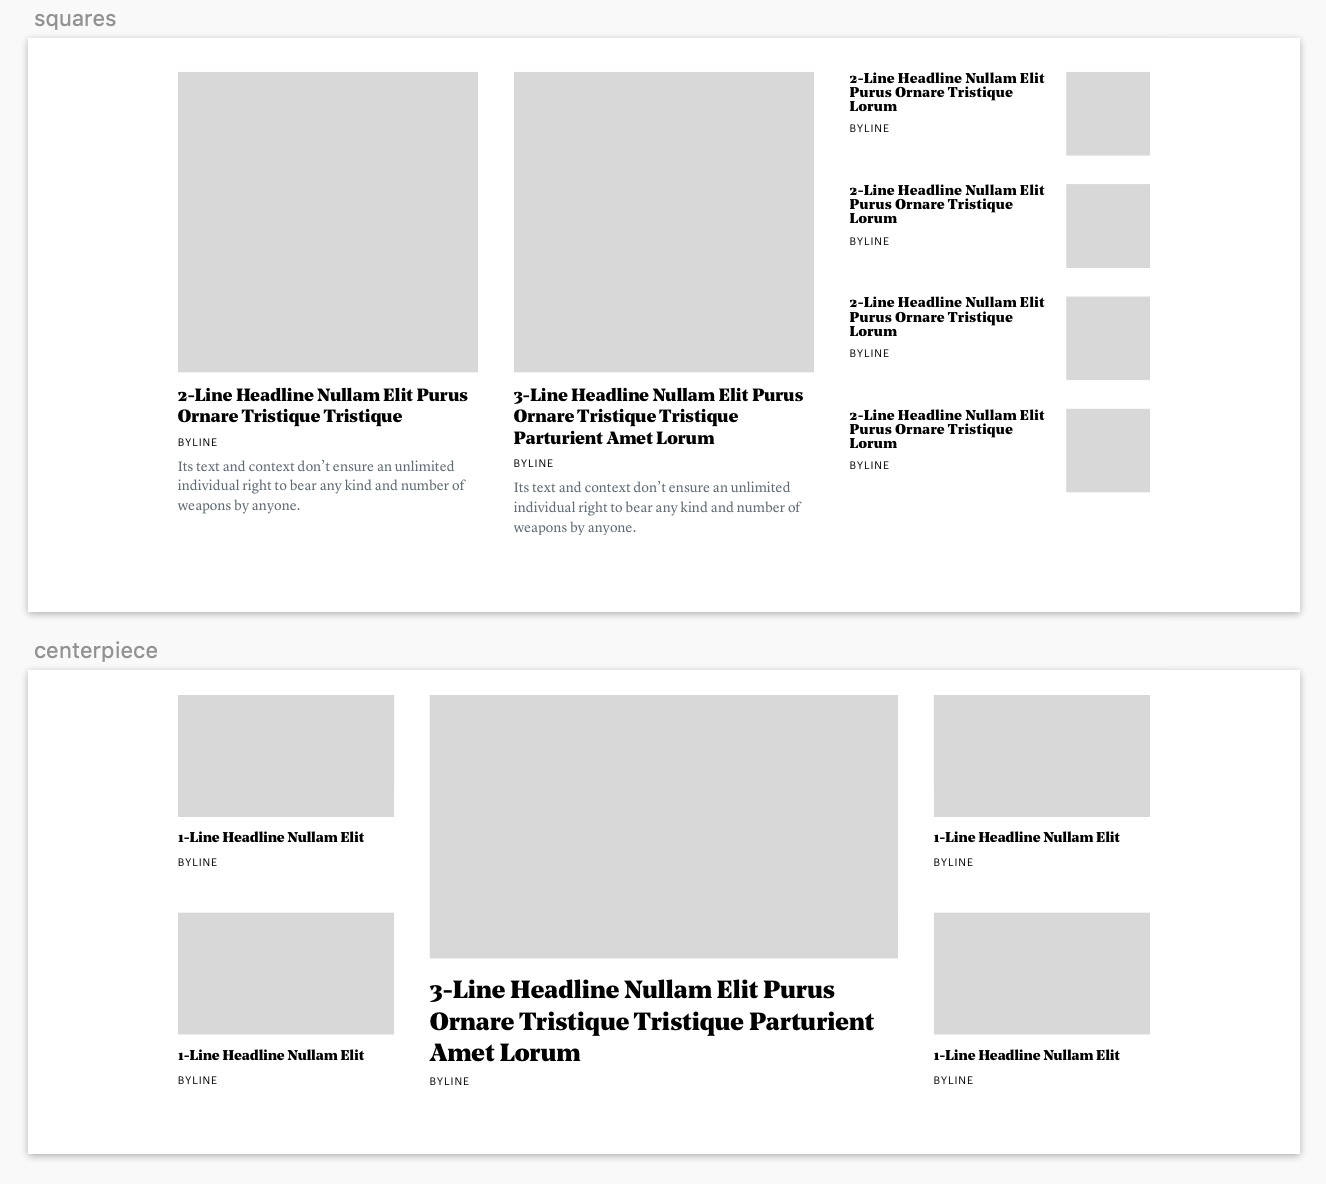 squares
2-Line Headline Nullam Elit Purus
Ornare Tristique Tristique
BYLINE
Its text and context don’t ensure an unlimited
individual right to bear any kind and number of
weapons by anyone.
3-Line Headline Nullam Elit Purus
Ornare Tristique Tristique
Parturient Amet Lorum
BYLINE
Its text and context don’t ensure an unlimited
individual right to bear any kind and number of
weapons by anyone.
2-Line Headline Nullam Elit
Purus Ornare Tristique
Lorum
BYLINE
2-Line Headline Nullam Elit
Purus Ornare Tristique
Lorum
BYLINE
2-Line Headline Nullam Elit
Purus Ornare Tristique
Lorum
BYLINE
2-Line Headline Nullam Elit
Purus Ornare Tristique
Lorum
BYLINE
centerpiece
1-Line Headline Nullam Elit
BYLINE
1-Line Headline Nullam Elit
BYLINE
3-Line Headline Nullam Elit Purus
Ornare Tristique Tristique Parturient
Amet Lorum
BYLINE
1-Line Headline Nullam Elit
BYLINE
1-Line Headline Nullam Elit
BYLINE